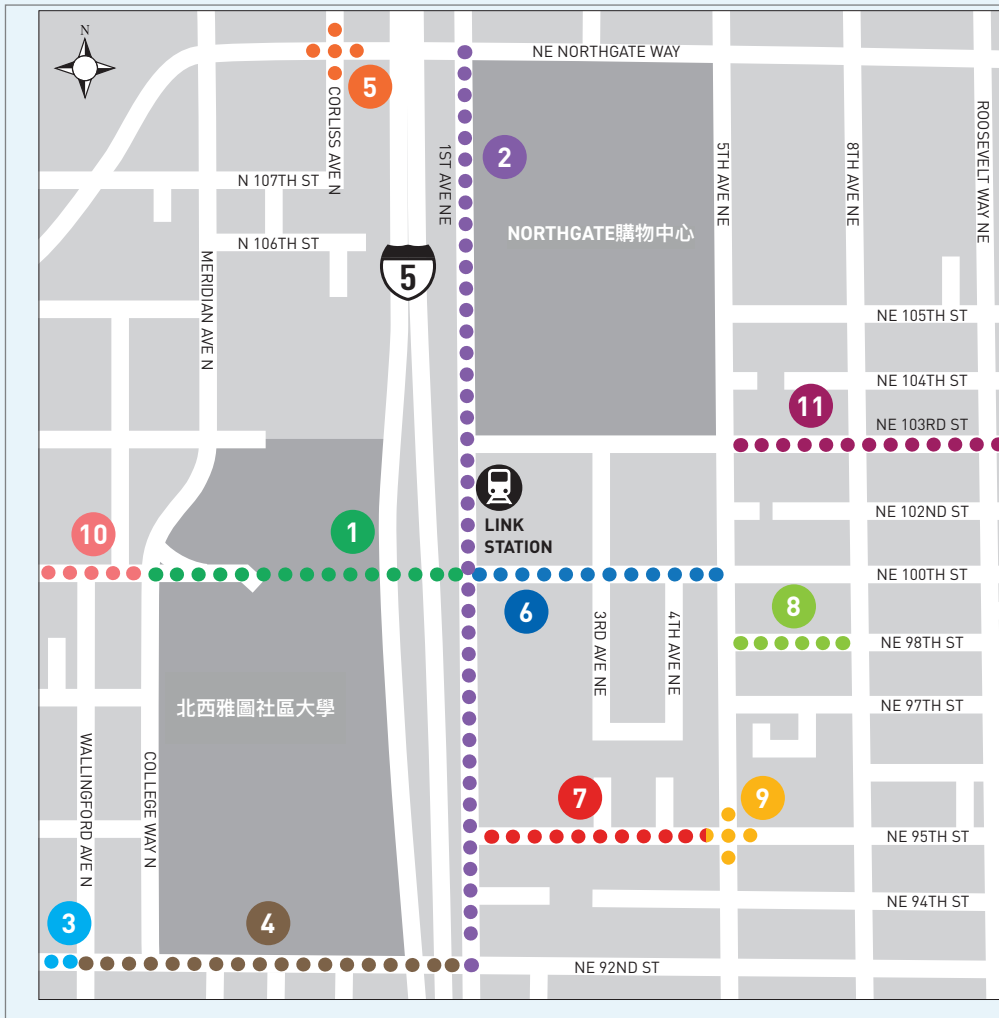 N
NE NORTHGATE WAY
5
CORLISS AVE N
1ST AVE NE
2
5TH AVE NE
8TH AVE NE
ROOSEVELT WAY NE
N 107TH ST
N 106TH ST
NORTHGATE購物中心
MERIDIAN AVE N
5
NE 105TH ST
NE 104TH ST
11
NE 103RD ST
LINK
STATION
NE 102ND ST
10
1
NE 100TH ST
6
8
3RD AVE NE
4TH AVE NE
NE 98TH ST
北西雅圖社區大學
NE 97TH ST
WALLINGFORD AVE N
COLLEGE WAY N
7
9
NE 95TH ST
NE 94TH ST
3
4
NE 92ND ST